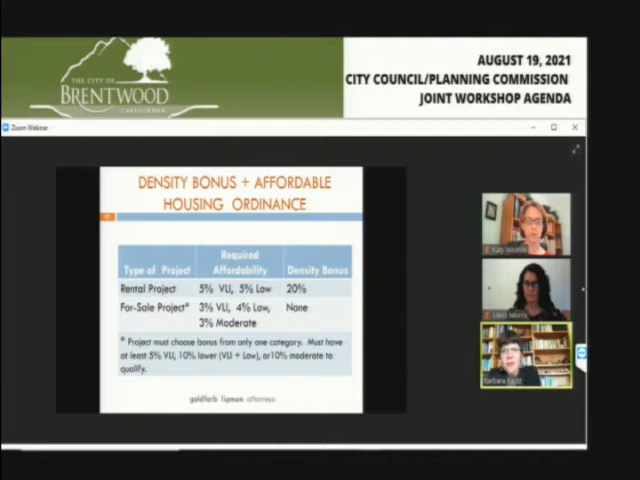 AUGUST 19, 2021
CITY COUNCIL/PLANNING COMMISSION
JOINT WORKSHOP AGENDA
THE CITY OF
BRENTWOOD
CALIFORNIA
Zoom Webinar
DENSITY BONUS + AFFORDABLE
HOUSING ORDINANCE
Type of Project
Required
Affordability
Density Bonus
Rental Project
5% VLI, 5% Low
20%
For-Sale Project*
3% VLI, 4% Low,
3% Moderate
None
* Project must choose bonus from only one category. Must have
at least 5% VLI, 10% lower (VLI + Low), or10% moderate to
qualify.
goldfarb lipman attorneys
Katy
Morris
Barbara Kautz